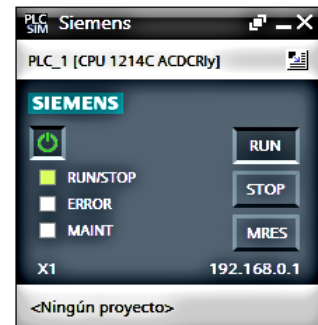 PLC SIM Siemens
PLC_1 [CPU 1214C ACDCRly]
SIEMENS
RUN
RUN/STOP
STOP
ERROR
MAINT
MRES
X1 192.168.0.1
<Ningún proyecto>